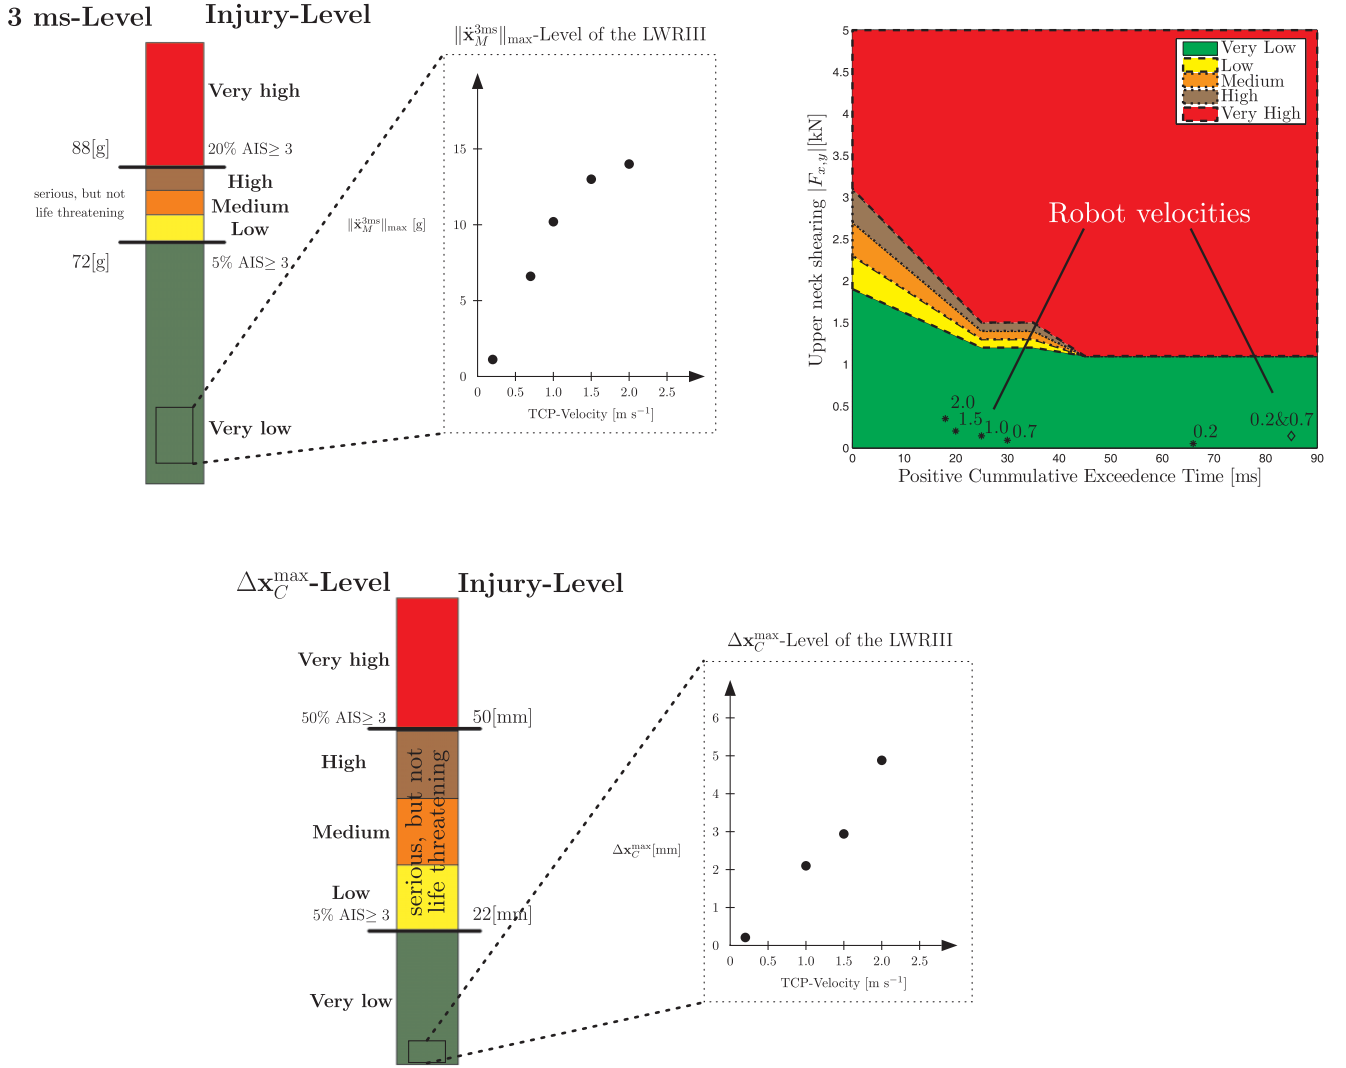 3 ms-Level Injury-Level
Very high
88[g] 20% AIS≥ 3
serious, but not
life threatening
High
Medium
Low
72[g] 5% AIS≥ 3
Very low
‖ẍ_M^{3ms}‖_max-Level of the LWRIII
‖ẍ_M^{3ms}‖_max [g]
15
10
5
0
0 0.5 1.0 1.5 2.0 2.5
TCP-Velocity [m s⁻¹]
Very Low
Low
Medium
High
Very High
Robot velocities
Upper neck shearing |F_{x,y}|[kN]
5
4.5
4
3.5
3
2.5
2
1.5
1
0.5
0
2.0
1.5
1.0
0.7
0.2
0.2&0.7
0 10 20 30 40 50 60 70 80 90
Positive Cummulative Exceedence Time [ms]
Δx_C^{max}-Level Injury-Level
Very high
50% AIS≥ 3 50[mm]
High
Medium
Low
serious, but not
life threatening
5% AIS≥ 3 22[mm]
Very low
Δx_C^{max}-Level of the LWRIII
Δx_C^{max}[mm]
6
5
4
3
2
1
0
0 0.5 1.0 1.5 2.0 2.5
TCP-Velocity [m s⁻¹]